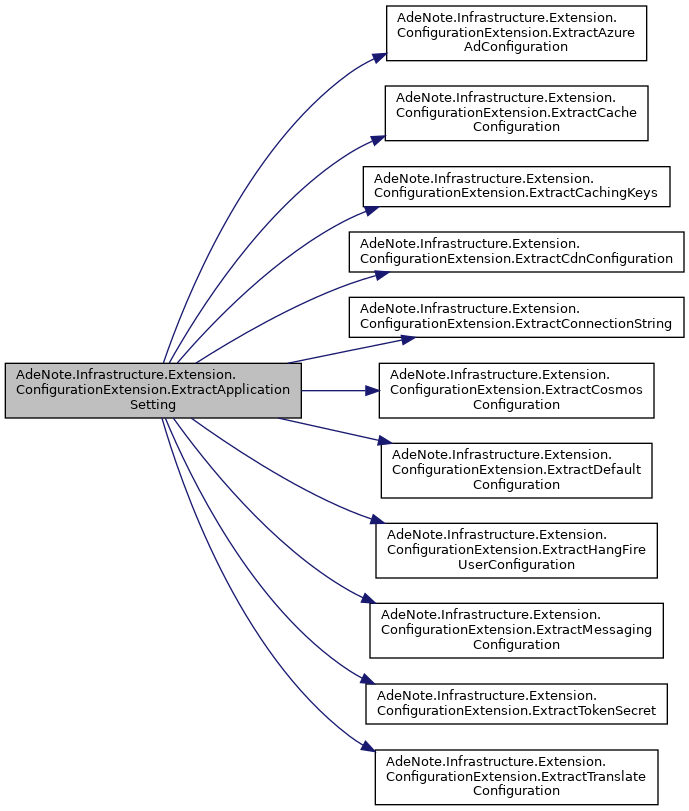 AdeNote.Infrastructure.Extension.
ConfigurationExtension.ExtractAzure
AdConfiguration
AdeNote.Infrastructure.Extension.
ConfigurationExtension.ExtractCache
Configuration
AdeNote.Infrastructure.Extension.
ConfigurationExtension.ExtractCachingKeys
AdeNote.Infrastructure.Extension.
ConfigurationExtension.ExtractCdnConfiguration
AdeNote.Infrastructure.Extension.
ConfigurationExtension.ExtractConnectionString
AdeNote.Infrastructure.Extension.
ConfigurationExtension.ExtractApplication
Setting
AdeNote.Infrastructure.Extension.
ConfigurationExtension.ExtractCosmos
Configuration
AdeNote.Infrastructure.Extension.
ConfigurationExtension.ExtractDefault
Configuration
AdeNote.Infrastructure.Extension.
ConfigurationExtension.ExtractHangFire
UserConfiguration
AdeNote.Infrastructure.Extension.
ConfigurationExtension.ExtractMessaging
Configuration
AdeNote.Infrastructure.Extension.
ConfigurationExtension.ExtractTokenSecret
AdeNote.Infrastructure.Extension.
ConfigurationExtension.ExtractTranslate
Configuration